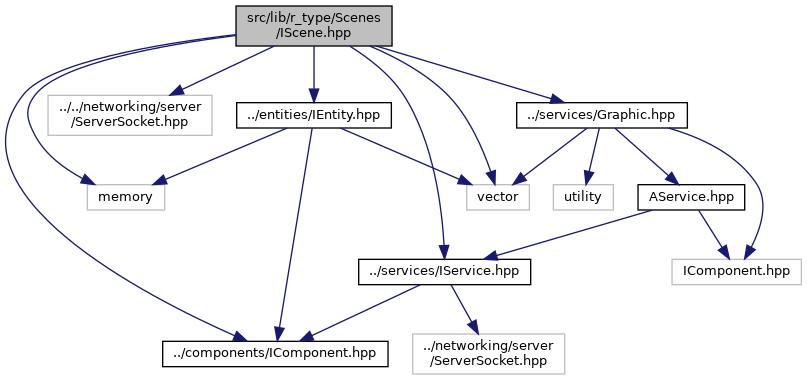 src/lib/r_type/Scenes
/IScene.hpp
../../networking/server
/ServerSocket.hpp
../entities/IEntity.hpp
../services/Graphic.hpp
memory
vector
utility
AService.hpp
../services/IService.hpp
IComponent.hpp
../components/IComponent.hpp
../networking/server
/ServerSocket.hpp